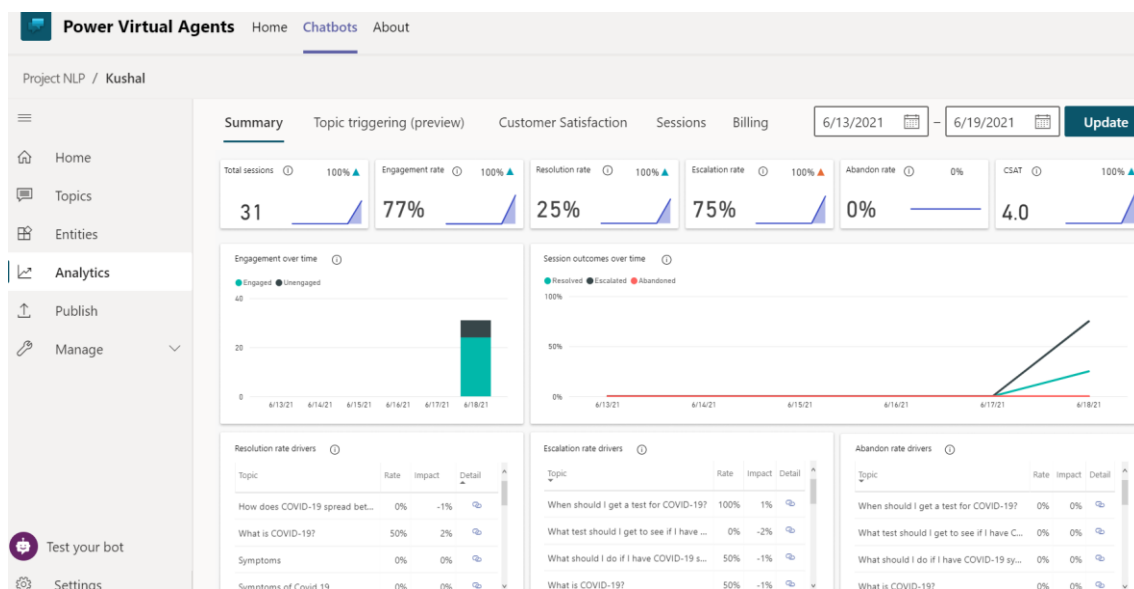 Power Virtual Agents Home Chatbots About
Project NLP / Kushal
Home
Topics
Entities
Analytics
Publish
Manage
Test your bot
Settings
Summary Topic triggering (preview) Customer Satisfaction Sessions Billing 6/13/2021 – 6/19/2021 Update
Total sessions 100%
31
Engagement rate 100%
77%
Resolution rate 100%
25%
Escalation rate 100%
75%
Abandon rate 0%
0%
CSAT 100%
4.0
Engagement over time
Engaged Unengaged
40
20
0
6/13/21 6/14/21 6/15/21 6/16/21 6/17/21 6/18/21
Session outcomes over time
Resolved Escalated Abandoned
100%
50%
0%
6/13/21 6/14/21 6/15/21 6/16/21 6/17/21 6/18/21
Resolution rate drivers
Topic Rate Impact Detail
How does COVID-19 spread bet... 0% -1%
What is COVID-19? 50% 2%
Symptoms 0% 0%
Symptoms of Covid 19 0% 0%
Escalation rate drivers
Topic Rate Impact Detail
When should I get a test for COVID-19? 100% 1%
What test should I get to see if I have ... 0% -2%
What should I do if I have COVID-19 s... 50% -1%
What is COVID-19? 50% -1%
Abandon rate drivers
Topic Rate Impact Detail
When should I get a test for COVID-19? 0% 0%
What test should I get to see if I have C... 0% 0%
What should I do if I have COVID-19 sy... 0% 0%
What is COVID-19? 0% 0%